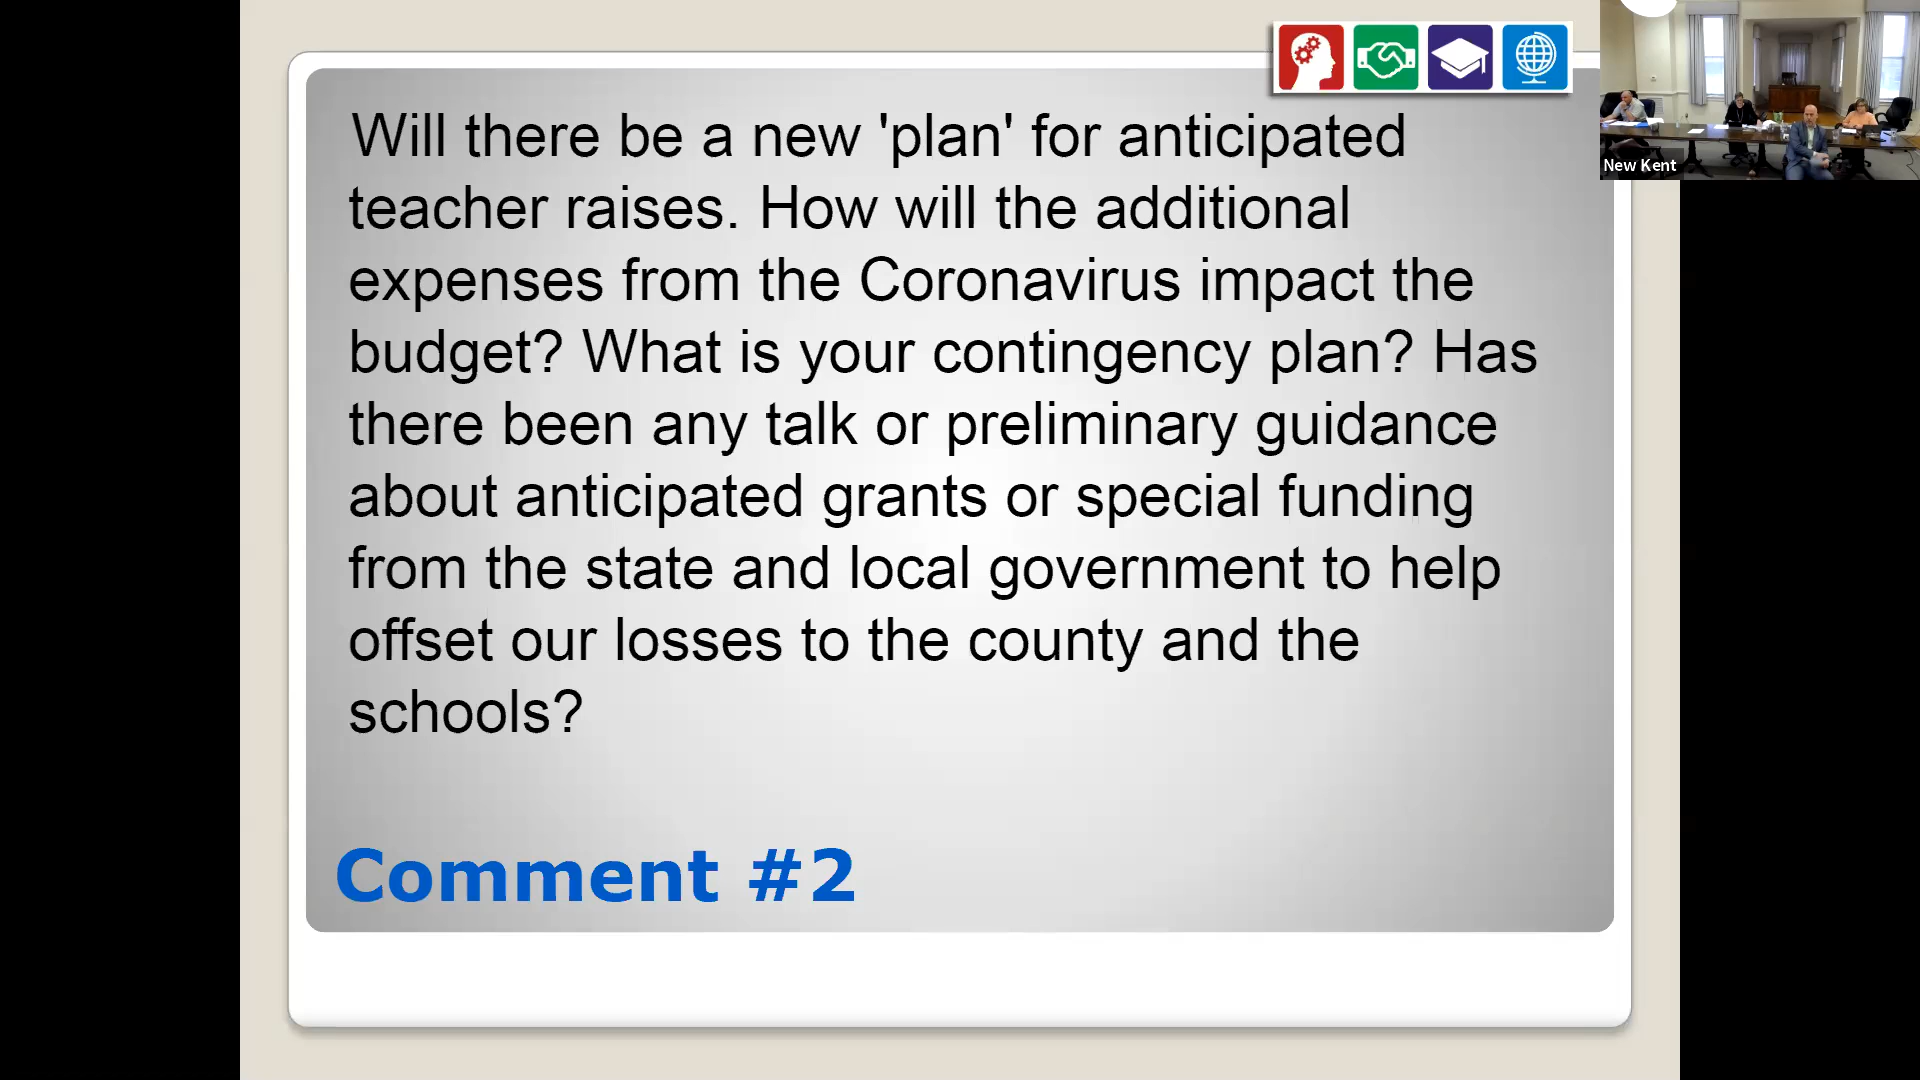 Will there be a new 'plan' for anticipated
teacher raises. How will the additional
expenses from the Coronavirus impact the
budget? What is your contingency plan? Has
there been any talk or preliminary guidance
about anticipated grants or special funding
from the state and local government to help
offset our losses to the county and the
schools?
Comment #2
New Kent